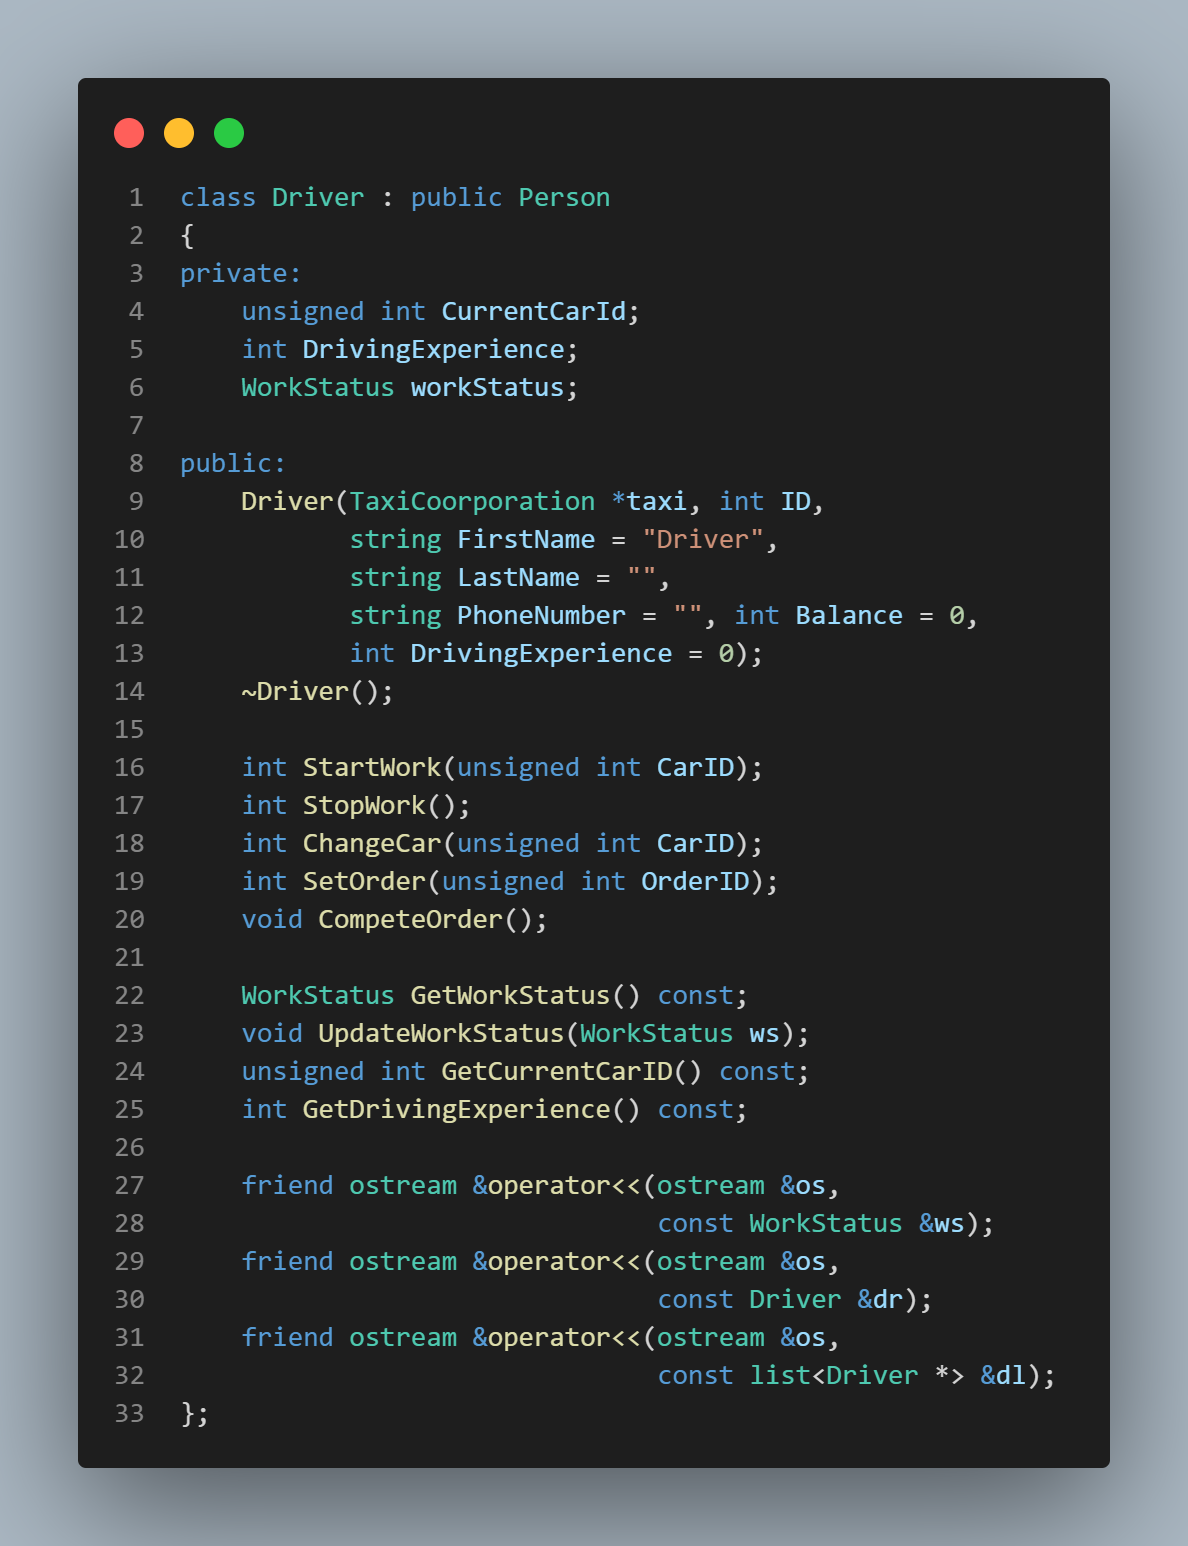 1 class Driver : public Person
2 {
3 private:
4     unsigned int CurrentCarId;
5     int DrivingExperience;
6     WorkStatus workStatus;
7
8 public:
9     Driver(TaxiCoorporation *taxi, int ID,
10            string FirstName = "Driver",
11            string LastName = "",
12            string PhoneNumber = "", int Balance = 0,
13            int DrivingExperience = 0);
14     ~Driver();
15
16     int StartWork(unsigned int CarID);
17     int StopWork();
18     int ChangeCar(unsigned int CarID);
19     int SetOrder(unsigned int OrderID);
20     void CompeteOrder();
21
22     WorkStatus GetWorkStatus() const;
23     void UpdateWorkStatus(WorkStatus ws);
24     unsigned int GetCurrentCarID() const;
25     int GetDrivingExperience() const;
26
27     friend ostream &operator<<(ostream &os,
28                                const WorkStatus &ws);
29     friend ostream &operator<<(ostream &os,
30                                const Driver &dr);
31     friend ostream &operator<<(ostream &os,
32                                const list<Driver *> &dl);
33 };